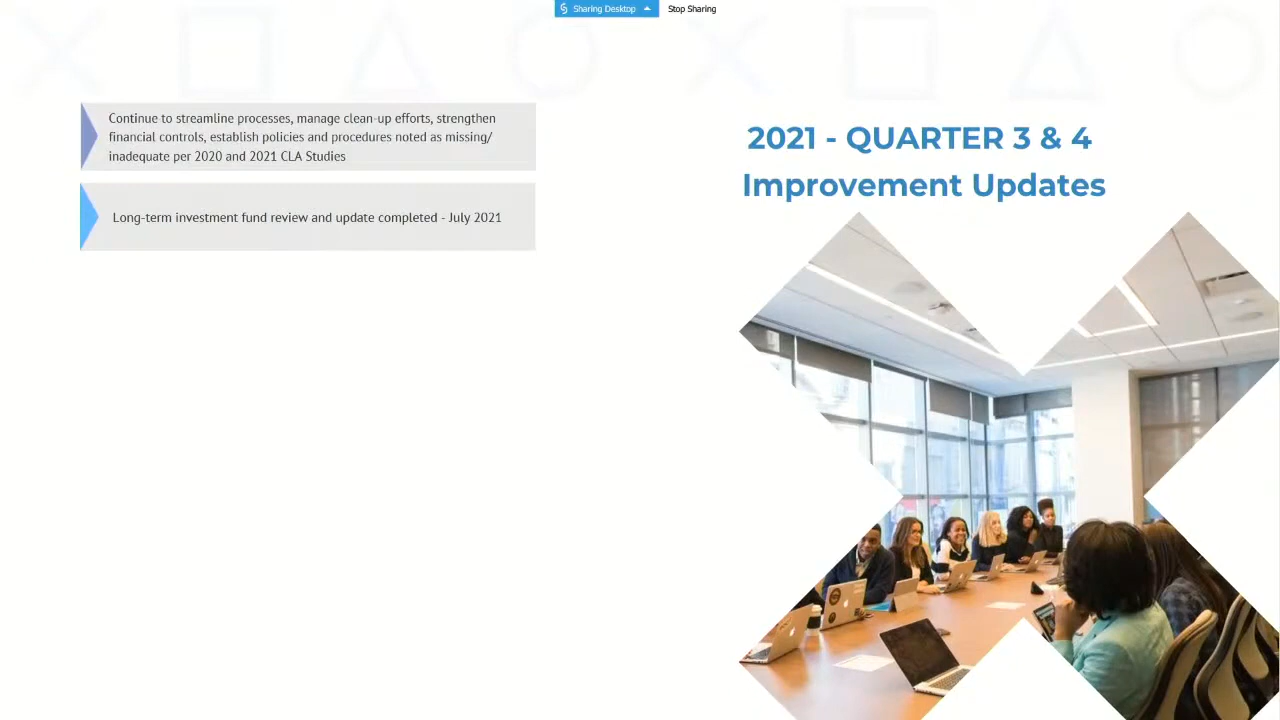 Sharing Desktop
Stop Sharing
Continue to streamline processes, manage clean-up efforts, strengthen
financial controls, establish policies and procedures noted as missing/
inadequate per 2020 and 2021 CLA Studies
Long-term investment fund review and update completed - July 2021
2021 - QUARTER 3 & 4
Improvement Updates